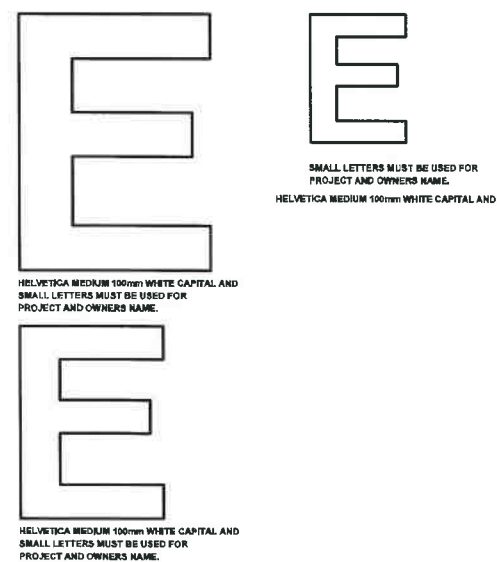 E
HELVETICA MEDIUM 100mm WHITE CAPITAL AND
SMALL LETTERS MUST BE USED FOR
PROJECT AND OWNERS NAME.
E
SMALL LETTERS MUST BE USED FOR
PROJECT AND OWNERS NAME.
HELVETICA MEDIUM 100mm WHITE CAPITAL AND
E
HELVETICA MEDIUM 100mm WHITE CAPITAL AND
SMALL LETTERS MUST BE USED FOR
PROJECT AND OWNERS NAME.